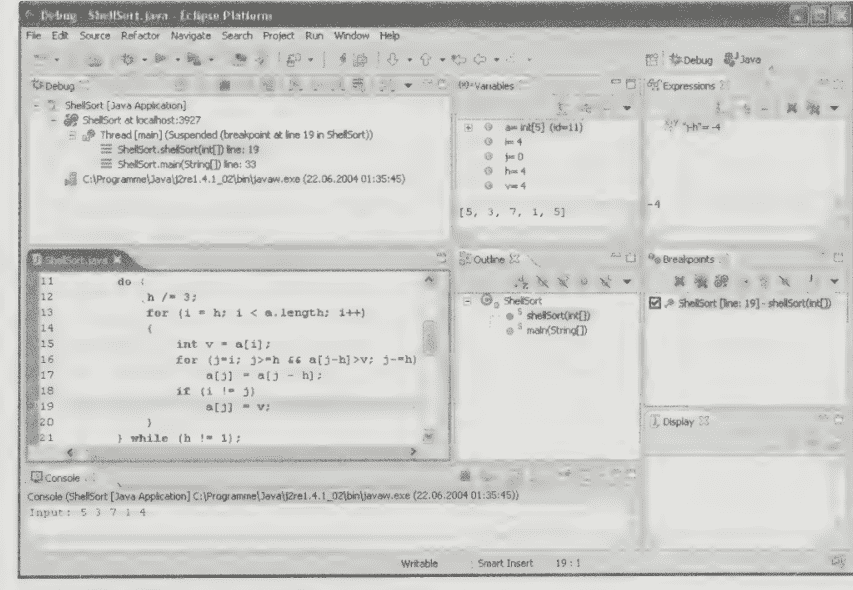 Debug - ShellSort.java - Eclipse Platform
File Edit Source Refactor Navigate Search Project Run Window Help
Debug Java
Debug
ShellSort [Java Application]
ShellSort at localhost:3927
Thread [main] (Suspended (breakpoint at line 19 in ShellSort))
ShellSort.shellSort(int[]) line: 19
ShellSort.main(String[]) line: 33
C:\Programme\Java\j2re1.4.1_02\bin\javaw.exe (22.06.2004 01:35:45)
(x)= Variables
a= int[5] (id=11)
i= 4
j= 0
h= 4
v= 4
[5, 3, 7, 1, 5]
Expressions
"j-h"= -4
-4
ShellSort.java
11 do {
12 h /= 3;
13 for (i = h; i < a.length; i++)
14 {
15 int v = a[i];
16 for (j=i; j>=h && a[j-h]>v; j-=h)
17 a[j] = a[j - h];
18 if (i != j)
19 a[j] = v;
20 }
21 } while (h != 1);
Outline
ShellSort
shellSort(int[])
main(String[])
Breakpoints
ShellSort [line: 19] - shellSort(int[])
Display
Console
Console (ShellSort [Java Application] C:\Programme\Java\j2re1.4.1_02\bin\javaw.exe (22.06.2004 01:35:45))
Input: 5 3 7 1 4
Writable Smart Insert 19 : 1